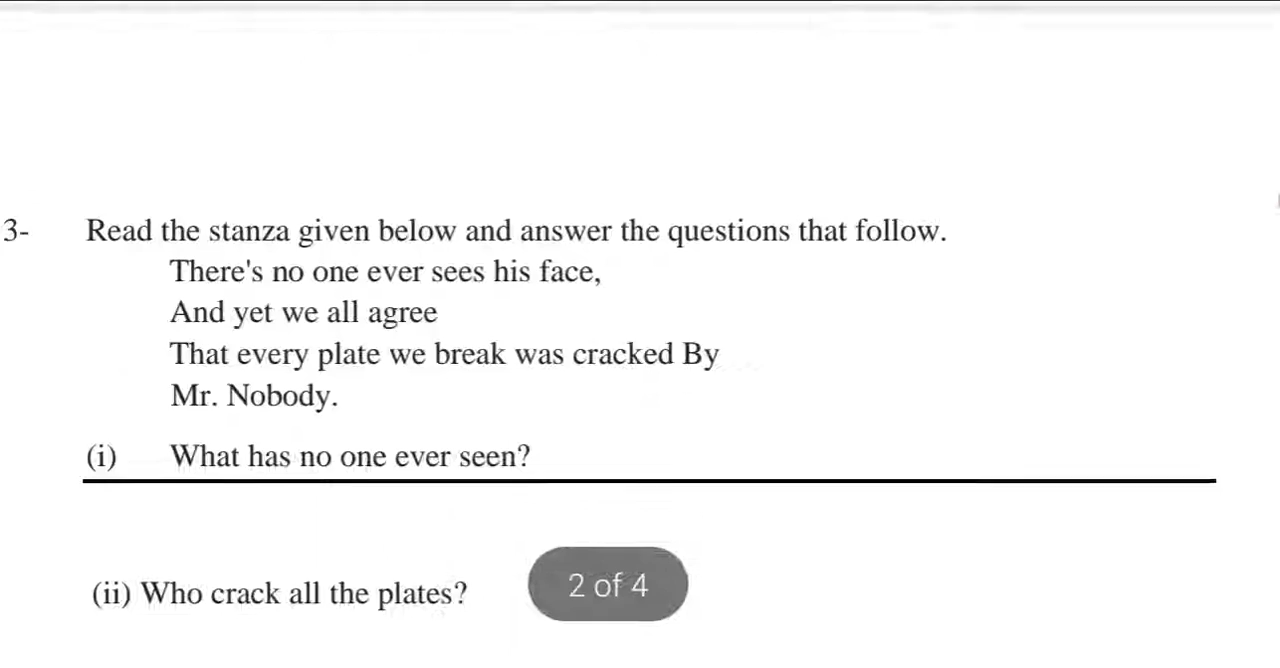 3- Read the stanza given below and answer the questions that follow.
There's no one ever sees his face,
And yet we all agree
That every plate we break was cracked By
Mr. Nobody.
(i) What has no one ever seen?
(ii) Who crack all the plates?
2 of 4